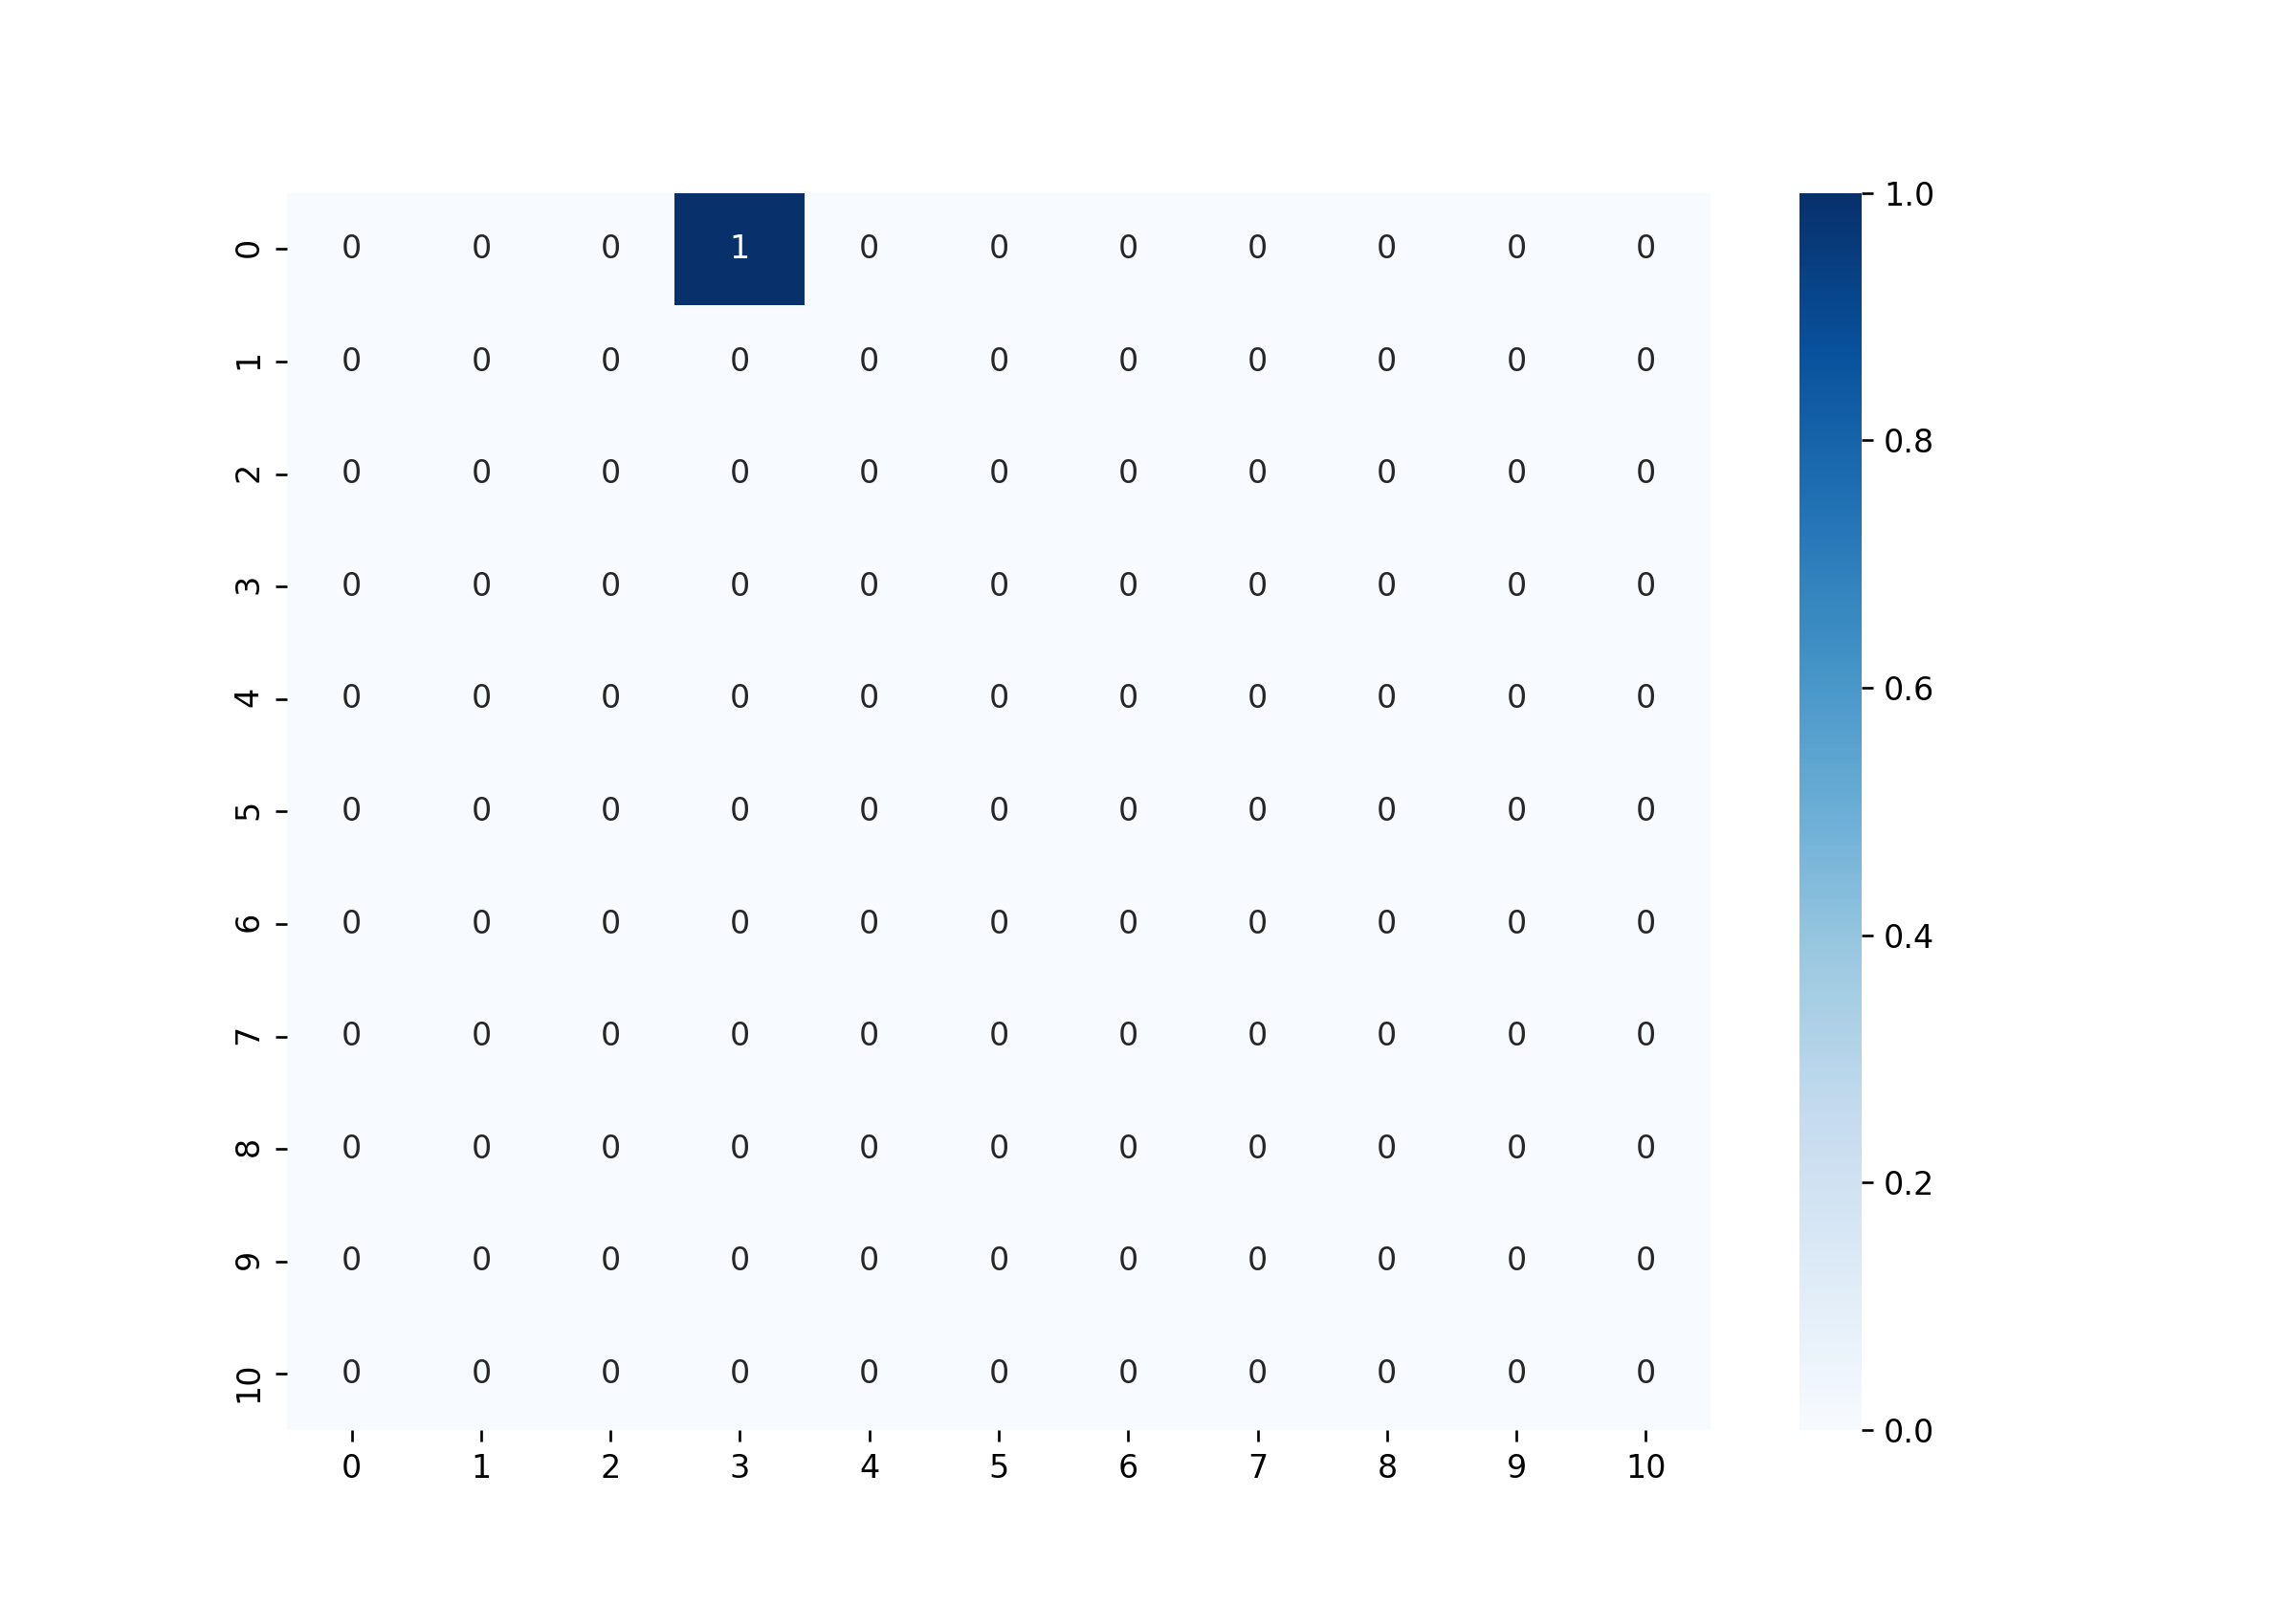 1.0
0 0 0 0 1 0 0 0 0 0 0 0
1 0 0 0 0 0 0 0 0 0 0 0
0.8
2 0 0 0 0 0 0 0 0 0 0 0
3 0 0 0 0 0 0 0 0 0 0 0
0.6
4 0 0 0 0 0 0 0 0 0 0 0
5 0 0 0 0 0 0 0 0 0 0 0
6 0 0 0 0 0 0 0 0 0 0 0
0.4
7 0 0 0 0 0 0 0 0 0 0 0
8 0 0 0 0 0 0 0 0 0 0 0
0.2
9 0 0 0 0 0 0 0 0 0 0 0
10 0 0 0 0 0 0 0 0 0 0 0
0.0
0 1 2 3 4 5 6 7 8 9 10